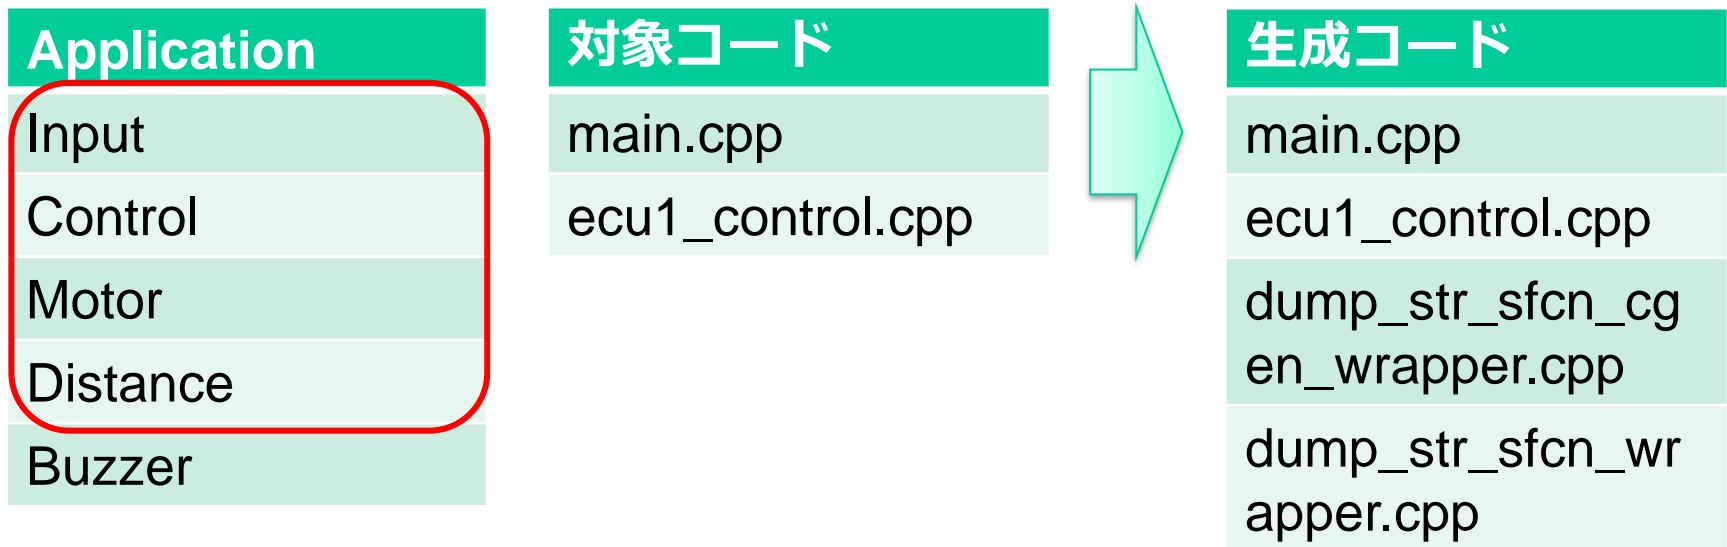 Application
Input
Control
Motor
Distance
Buzzer
対象コード
main.cpp
ecu1_control.cpp
生成コード
main.cpp
ecu1_control.cpp
dump_str_sfcn_cg
en_wrapper.cpp
dump_str_sfcn_wr
apper.cpp